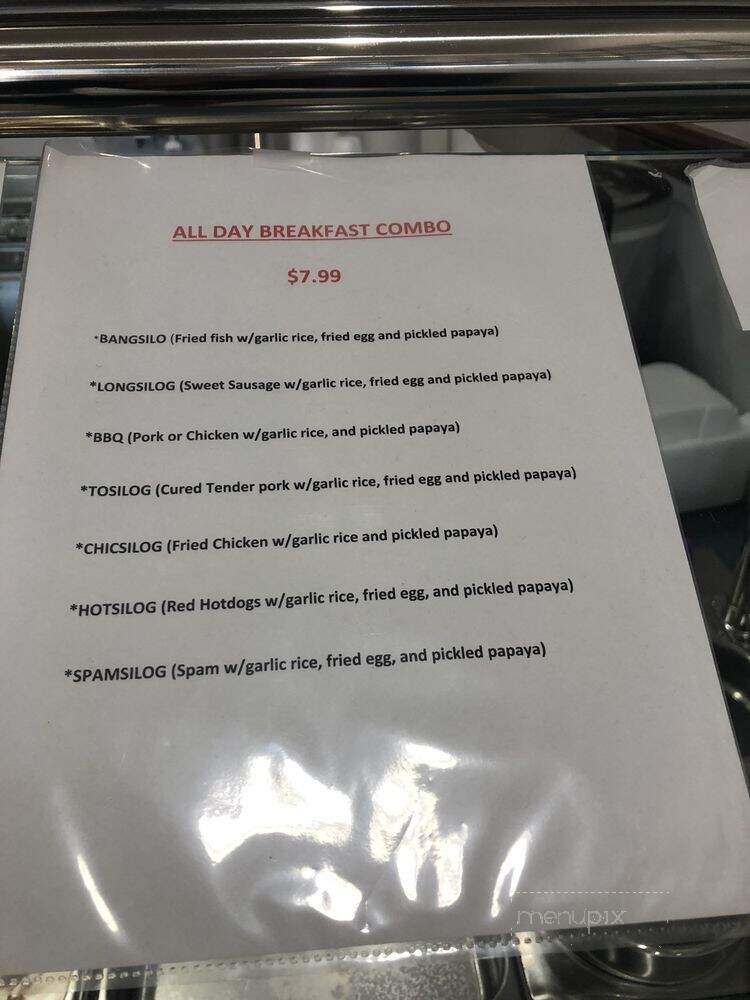 ALL DAY BREAKFAST COMBO
$7.99
*BANGSILO (Fried fish w/garlic rice, fried egg and pickled papaya)
*LONGSILOG (Sweet Sausage w/garlic rice, fried egg and pickled papaya)
*BBQ (Pork or Chicken w/garlic rice, and pickled papaya)
*TOSILOG (Cured Tender pork w/garlic rice, fried egg and pickled papaya)
*CHICSILOG (Fried Chicken w/garlic rice and pickled papaya)
*HOTSILOG (Red Hotdogs w/garlic rice, fried egg, and pickled papaya)
*SPAMSILOG (Spam w/garlic rice, fried egg, and pickled papaya)
menupix